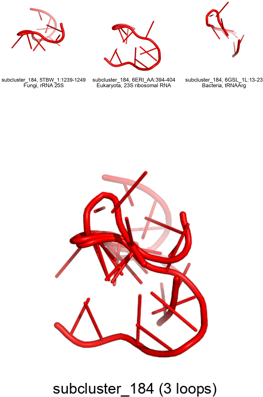 subcluster_184, 5TBW_1:1239-1249
Fungi, rRNA 25S
subcluster_184, 6ERI_AA:394-404
Eukaryota, 23S ribosomal RNA
subcluster_184, 6GSL_1L:13-23
Bacteria, tRNAArg
subcluster_184 (3 loops)